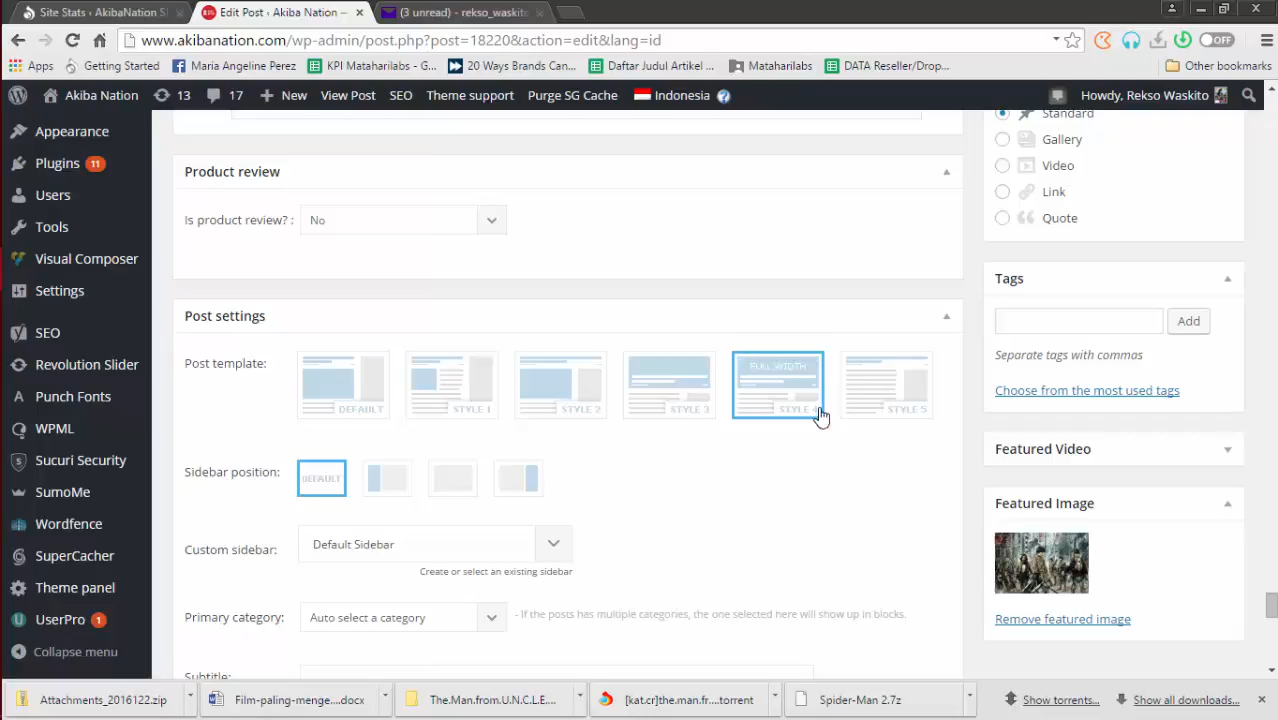 Site Stats ‹ AkibaNation S
Edit Post ‹ Akiba Nation —
(3 unread) - rekso_waskito
www.akibanation.com/wp-admin/post.php?post=18220&action=edit&lang=id
OFF
Apps
Getting Started
Maria Angeline Perez
KPI Mataharilabs - G...
20 Ways Brands Can...
Daftar Judul Artikel ...
Mataharilabs
DATA Reseller/Drop...
Other bookmarks
Akiba Nation
13
17
New
View Post
SEO
Theme support
Purge SG Cache
Indonesia
Howdy, Rekso Waskito
Appearance
Plugins 11
Users
Tools
Visual Composer
Settings
SEO
Revolution Slider
Punch Fonts
WPML
Sucuri Security
SumoMe
Wordfence
SuperCacher
Theme panel
UserPro 1
Collapse menu
Product review
Is product review? :
No
Post settings
Post template:
DEFAULT
STYLE 1
STYLE 2
STYLE 3
FULL WIDTH
STYLE 4
STYLE 5
Sidebar position:
DEFAULT
Custom sidebar:
Default Sidebar
Create or select an existing sidebar
Primary category:
Auto select a category
- If the posts has multiple categories, the one selected here will show up in blocks.
Subtitle:
Standard
Gallery
Video
Link
Quote
Tags
Add
Separate tags with commas
Choose from the most used tags
Featured Video
Featured Image
Remove featured image
Attachments_2016122.zip
Film-paling-menge....docx
The.Man.from.U.N.C.L.E....
[kat.cr]the.man.fr....torrent
Spider-Man 2.7z
Show torrents...
Show all downloads...